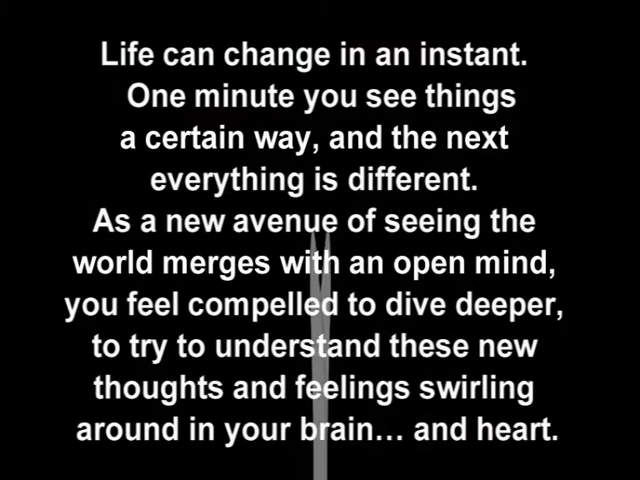 Life can change in an instant.
One minute you see things
a certain way, and the next
everything is different.
As a new avenue of seeing the
world merges with an open mind,
you feel compelled to dive deeper,
to try to understand these new
thoughts and feelings swirling
around in your brain… and heart.